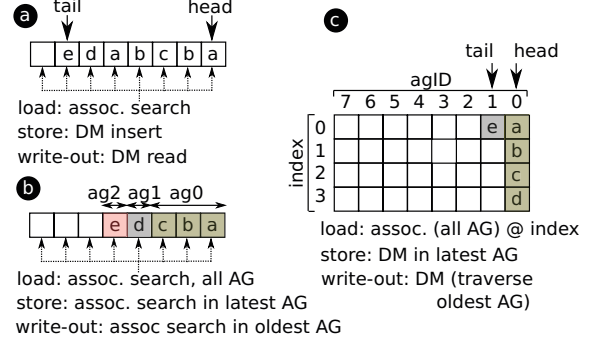 a
tail
head
e d a b c b a
load: assoc. search
store: DM insert
write-out: DM read
b
ag2 ag1 ag0
e d c b a
load: assoc. search, all AG
store: assoc. search in latest AG
write-out: assoc search in oldest AG
c
tail head
agID
7 6 5 4 3 2 1 0
index
0 e a
1 b
2 c
3 d
load: assoc. (all AG) @ index
store: DM in latest AG
write-out: DM (traverse
oldest AG)